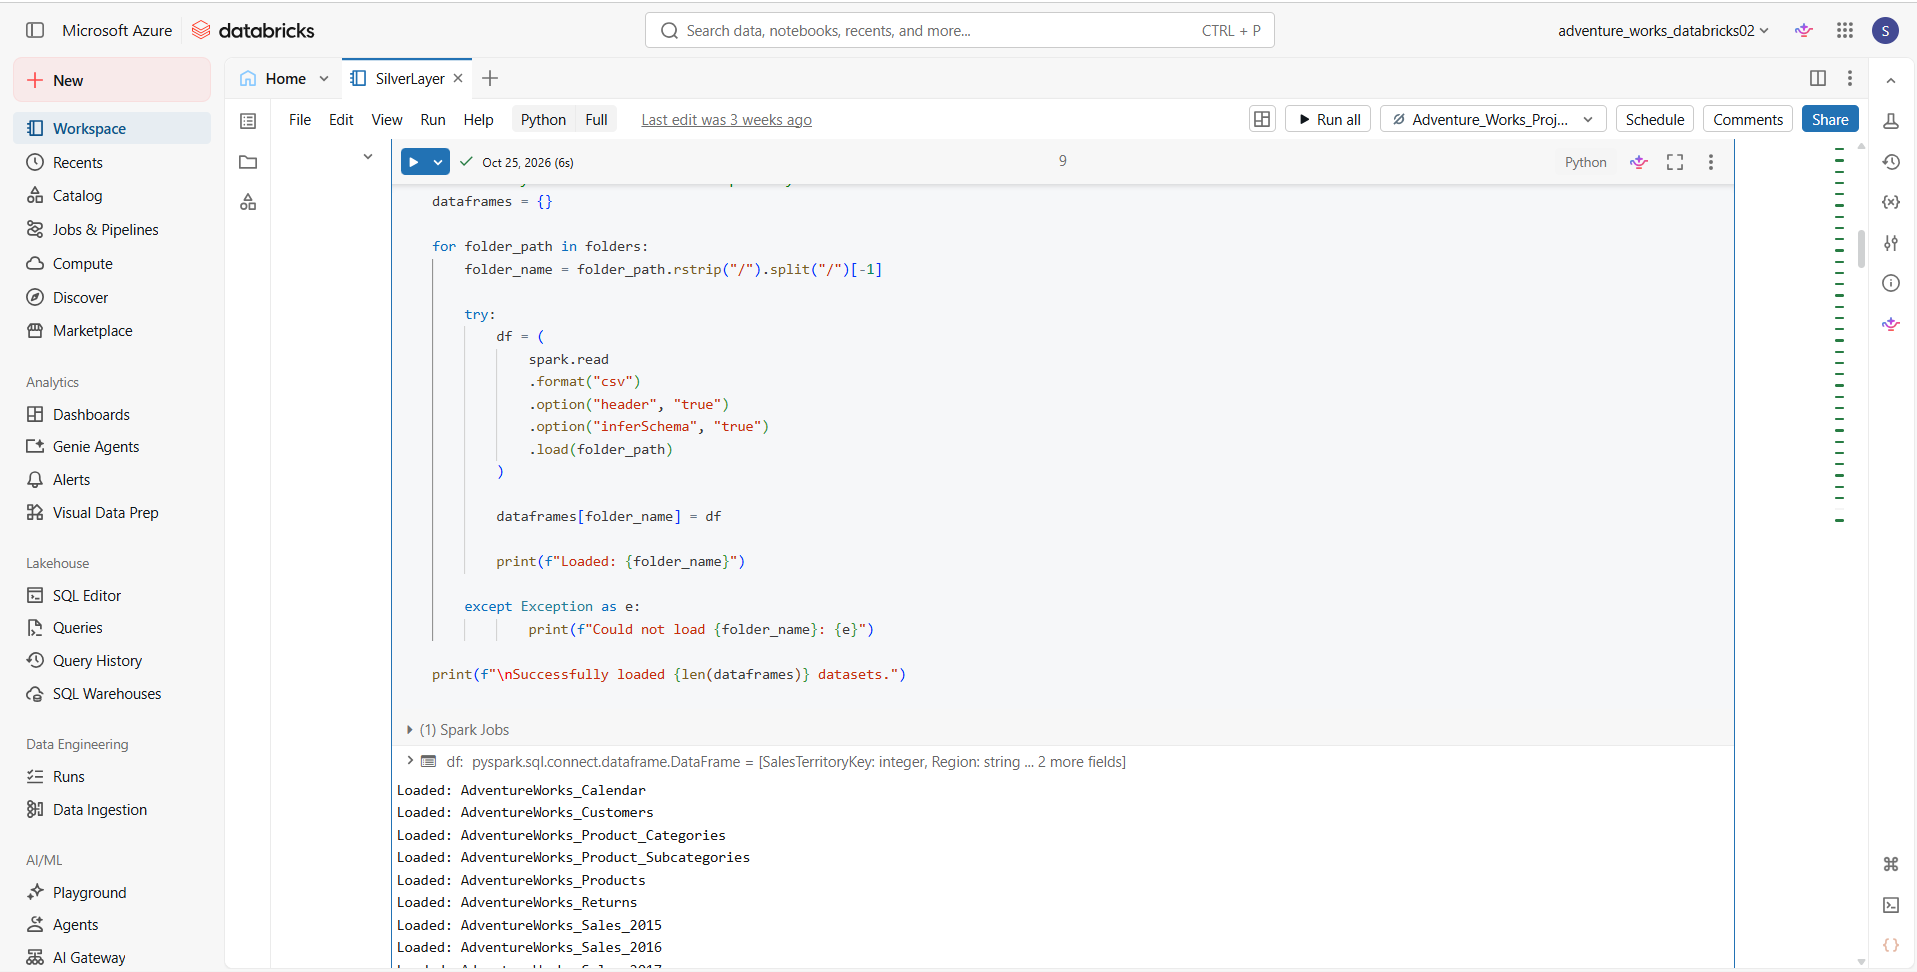 Microsoft Azure
databricks
Search data, notebooks, recents, and more...
CTRL + P
adventure_works_databricks02
S
New
Home
SilverLayer
Workspace
Recents
Catalog
Jobs & Pipelines
Compute
Discover
Marketplace
Analytics
Dashboards
Genie Agents
Alerts
Visual Data Prep
Lakehouse
SQL Editor
Queries
Query History
SQL Warehouses
Data Engineering
Runs
Data Ingestion
AI/ML
Playground
Agents
AI Gateway
File Edit View Run Help
Python Full
Last edit was 3 weeks ago
Run all
Adventure_Works_Proj...
Schedule
Comments
Share
Oct 25, 2026 (6s)
9
Python
dataframes = {}
for folder_path in folders:
folder_name = folder_path.rstrip("/").split("/")[-1]
try:
df = (
spark.read
.format("csv")
.option("header", "true")
.option("inferSchema", "true")
.load(folder_path)
)
dataframes[folder_name] = df
print(f"Loaded: {folder_name}")
except Exception as e:
print(f"Could not load {folder_name}: {e}")
print(f"\nSuccessfully loaded {len(dataframes)} datasets.")
(1) Spark Jobs
df: pyspark.sql.connect.dataframe.DataFrame = [SalesTerritoryKey: integer, Region: string ... 2 more fields]
Loaded: AdventureWorks_Calendar
Loaded: AdventureWorks_Customers
Loaded: AdventureWorks_Product_Categories
Loaded: AdventureWorks_Product_Subcategories
Loaded: AdventureWorks_Products
Loaded: AdventureWorks_Returns
Loaded: AdventureWorks_Sales_2015
Loaded: AdventureWorks_Sales_2016